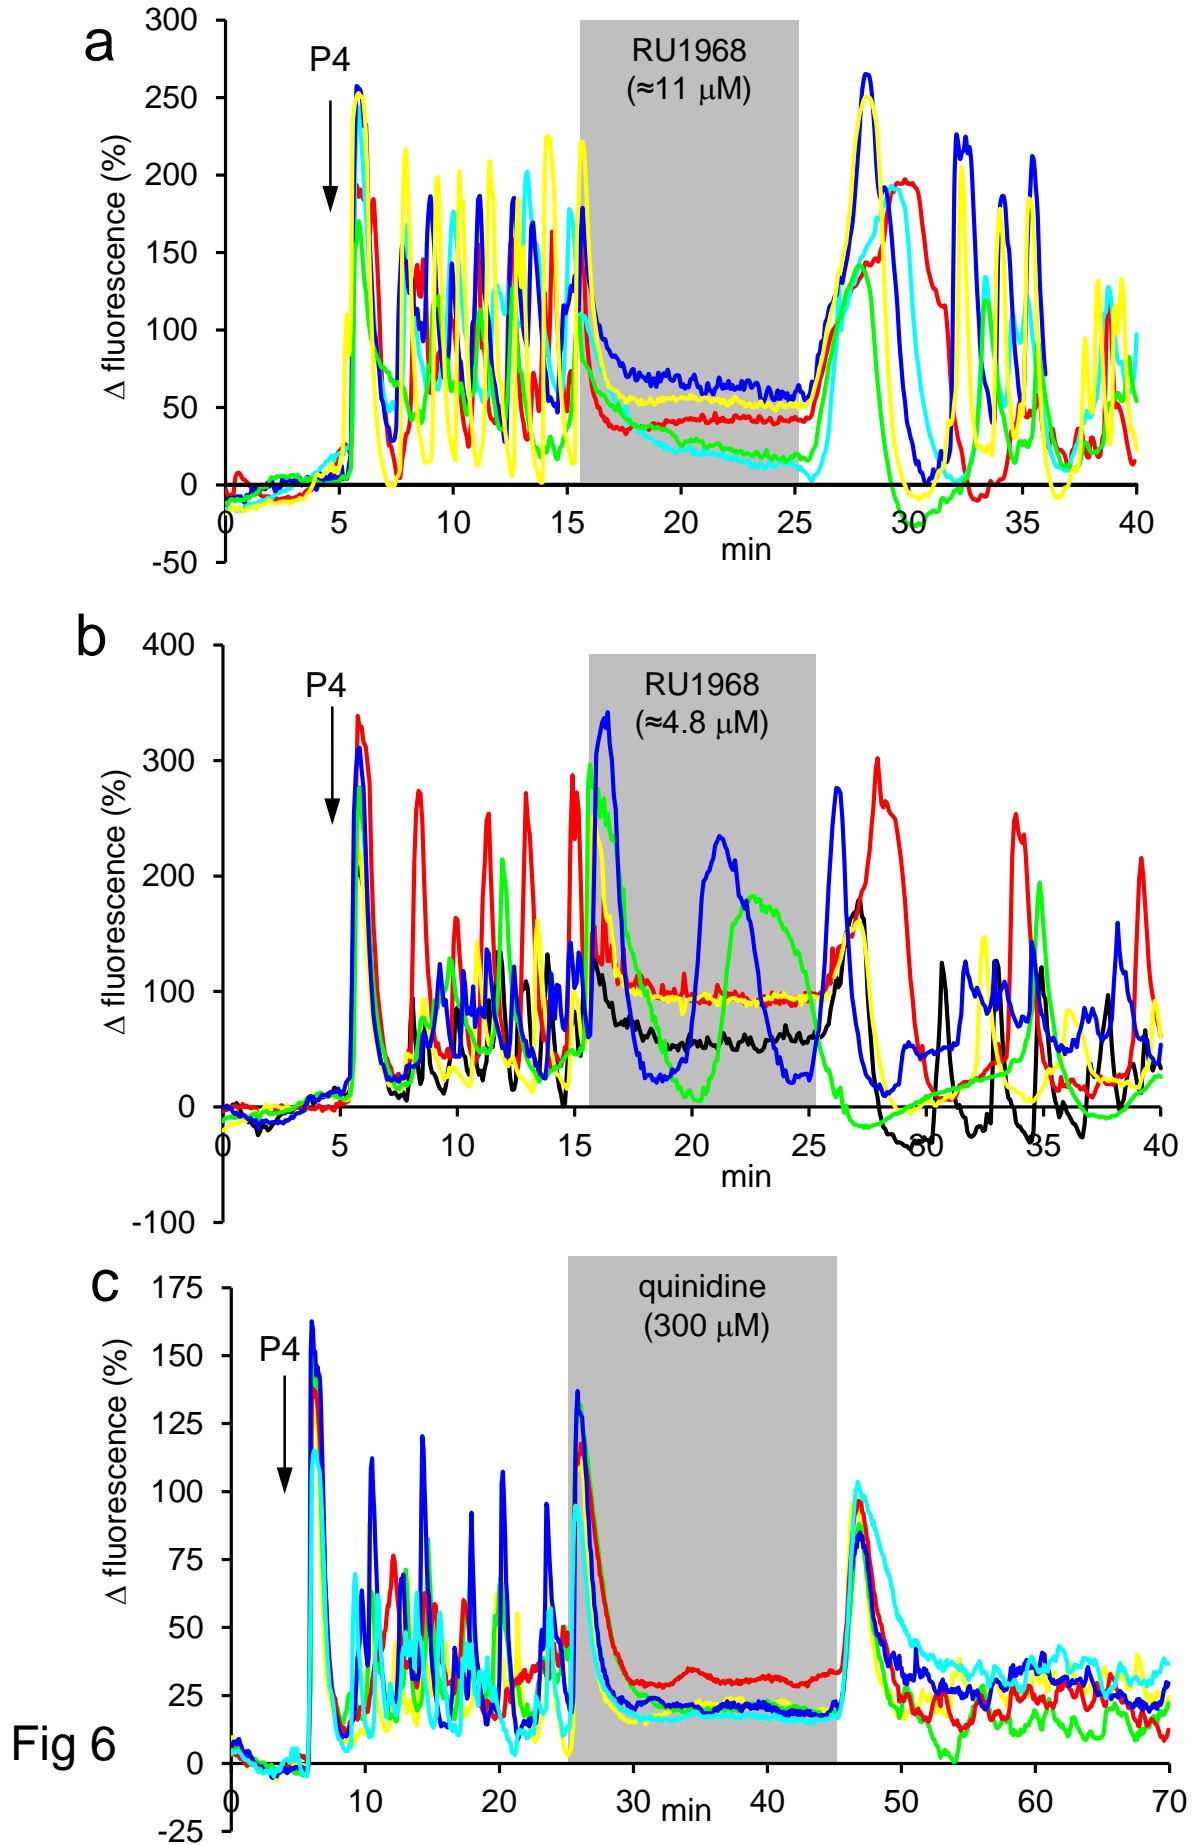 a
300
250
200
150
100
50
0
-50
Δ fluorescence (%)
P4
RU1968
(≈11 μM)
0 5 10 15 20 25 30 35 40
min
b
400
300
200
100
0
-100
Δ fluorescence (%)
P4
RU1968
(≈4.8 μM)
0 5 10 15 20 25 30 35 40
min
c
175
150
125
100
75
50
25
0
-25
Δ fluorescence (%)
P4
quinidine
(300 μM)
0 10 20 30 40 50 60 70
min
Fig 6